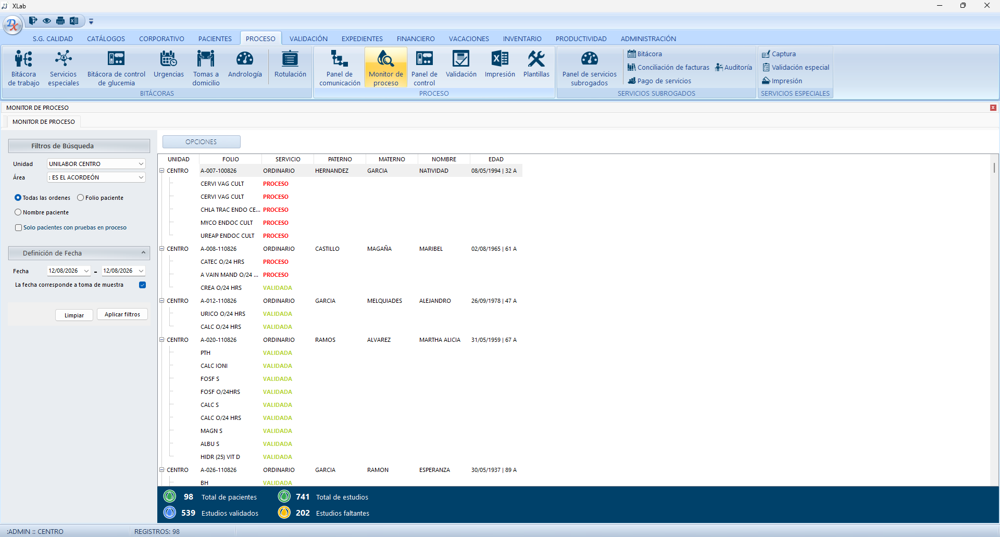 XLab
S.G. CALIDAD CATÁLOGOS CORPORATIVO PACIENTES PROCESO VALIDACIÓN EXPEDIENTES FINANCIERO VACACIONES INVENTARIO PRODUCTIVIDAD ADMINISTRACIÓN
Bitácora de trabajo
Servicios especiales
Bitácora de control de glucemia
Urgencias
Tomas a domicilio
Andrología
Rotulación
BITÁCORAS
Panel de comunicación
Monitor de proceso
Panel de control
Validación
Impresión
Plantillas
PROCESO
Panel de servicios subrogados
Bitácora
Conciliación de facturas
Auditoría
Pago de servicios
SERVICIOS SUBROGADOS
Captura
Validación especial
Impresión
SERVICIOS ESPECIALES
MONITOR DE PROCESO
MONITOR DE PROCESO
Filtros de Búsqueda
Unidad UNILABOR CENTRO
Área : ES EL ACORDEÓN
Todas las ordenes Folio paciente
Nombre paciente
Solo pacientes con pruebas en proceso
Definición de Fecha
Fecha 12/08/2026 - 12/08/2026
La fecha corresponde a toma de muestra
Limpiar Aplicar filtros
OPCIONES
UNIDAD FOLIO SERVICIO PATERNO MATERNO NOMBRE EDAD
CENTRO A-007-100826 ORDINARIO HERNANDEZ GARCIA NATIVIDAD 08/05/1994 | 32 A
CERVI VAG CULT PROCESO
CERVI VAG CULT PROCESO
CHLA TRAC ENDO CE... PROCESO
MYCO ENDOC CULT PROCESO
UREAP ENDOC CULT PROCESO
CENTRO A-008-110826 ORDINARIO CASTILLO MAGAÑA MARIBEL 02/08/1965 | 61 A
CATEC O/24 HRS PROCESO
A VAIN MAND O/24 ... PROCESO
CREA O/24 HRS VALIDADA
CENTRO A-012-110826 ORDINARIO GARCIA MELQUIADES ALEJANDRO 26/09/1978 | 47 A
URICO O/24 HRS VALIDADA
CALC O/24 HRS VALIDADA
CENTRO A-020-110826 ORDINARIO RAMOS ALVAREZ MARTHA ALICIA 31/05/1959 | 67 A
PTH VALIDADA
CALC IONI VALIDADA
FOSF S VALIDADA
FOSF O/24HRS VALIDADA
CALC S VALIDADA
CALC O/24 HRS VALIDADA
MAGN S VALIDADA
ALBU S VALIDADA
HIDR (25) VIT D VALIDADA
CENTRO A-026-110826 ORDINARIO GARCIA RAMON ESPERANZA 30/05/1937 | 89 A
BH VALIDADA
98 Total de pacientes 741 Total de estudios
539 Estudios validados 202 Estudios faltantes
:ADMIN :: CENTRO REGISTROS: 98